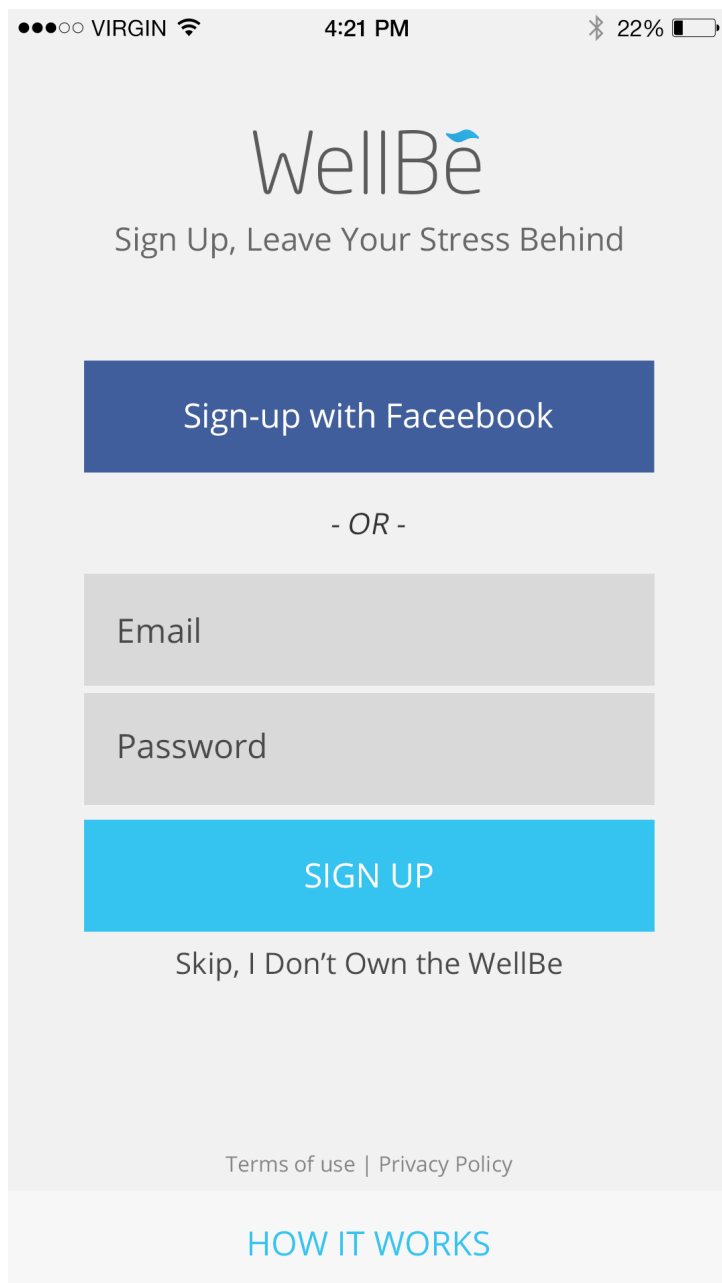 VIRGIN 4:21 PM 22%
WellBe
Sign Up, Leave Your Stress Behind
Sign-up with Faceebook
- OR -
Email
Password
SIGN UP
Skip, I Don’t Own the WellBe
Terms of use | Privacy Policy
HOW IT WORKS